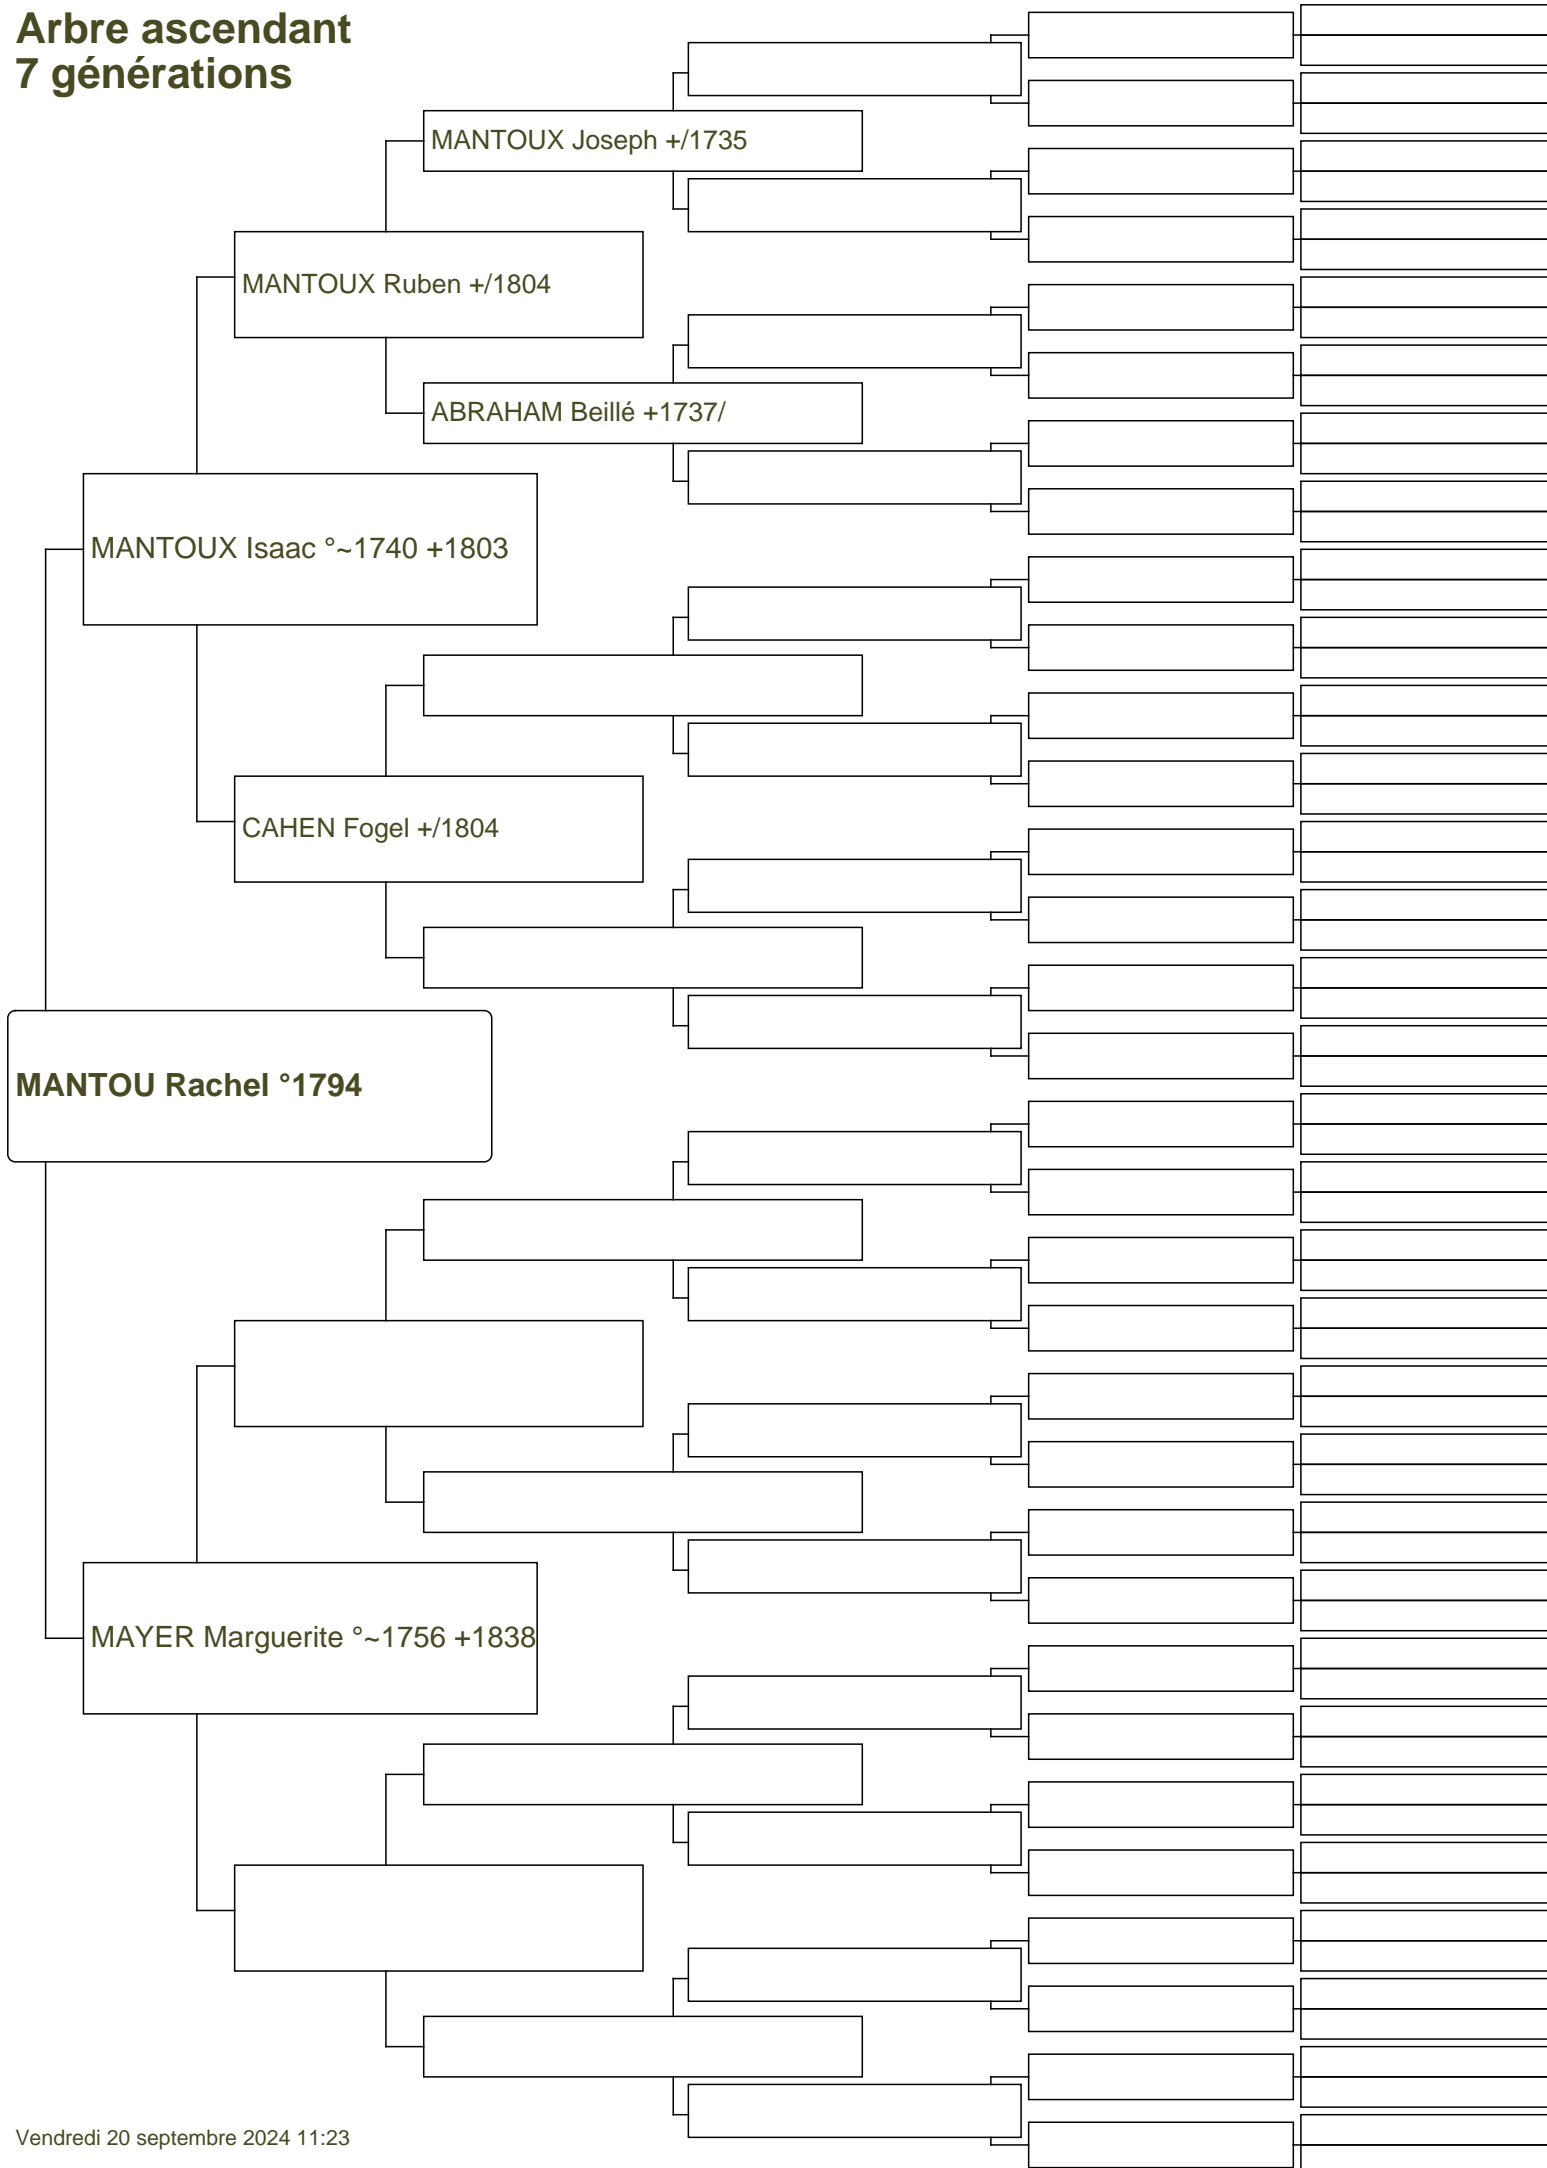 Arbre ascendant
7 générations
MANTOUX Joseph +/1735
MANTOUX Ruben +/1804
ABRAHAM Beillé +1737/
MANTOUX Isaac °~1740 +1803
CAHEN Fogel +/1804
MANTOU Rachel °1794
MAYER Marguerite °~1756 +1838
Vendredi 20 septembre 2024 11:23